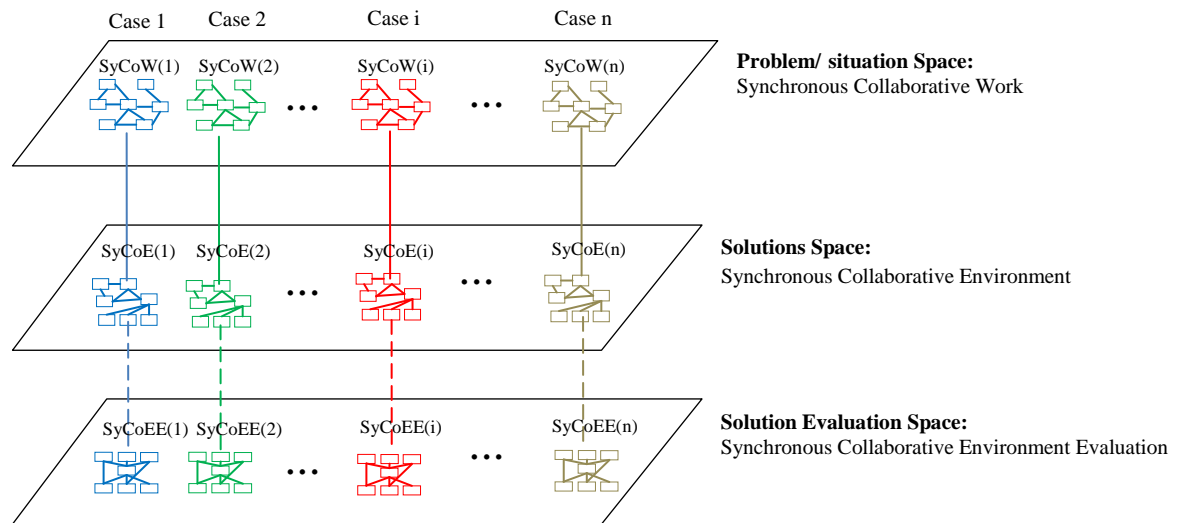 Case 1 Case 2 Case i Case n
SyCoW(1) SyCoW(2) SyCoW(i) SyCoW(n)
Problem/ situation Space:
Synchronous Collaborative Work
... ...
SyCoE(1) SyCoE(2) SyCoE(i) SyCoE(n)
Solutions Space:
Synchronous Collaborative Environment
... ...
SyCoEE(1) SyCoEE(2) SyCoEE(i) SyCoEE(n)
Solution Evaluation Space:
Synchronous Collaborative Environment Evaluation
... ...